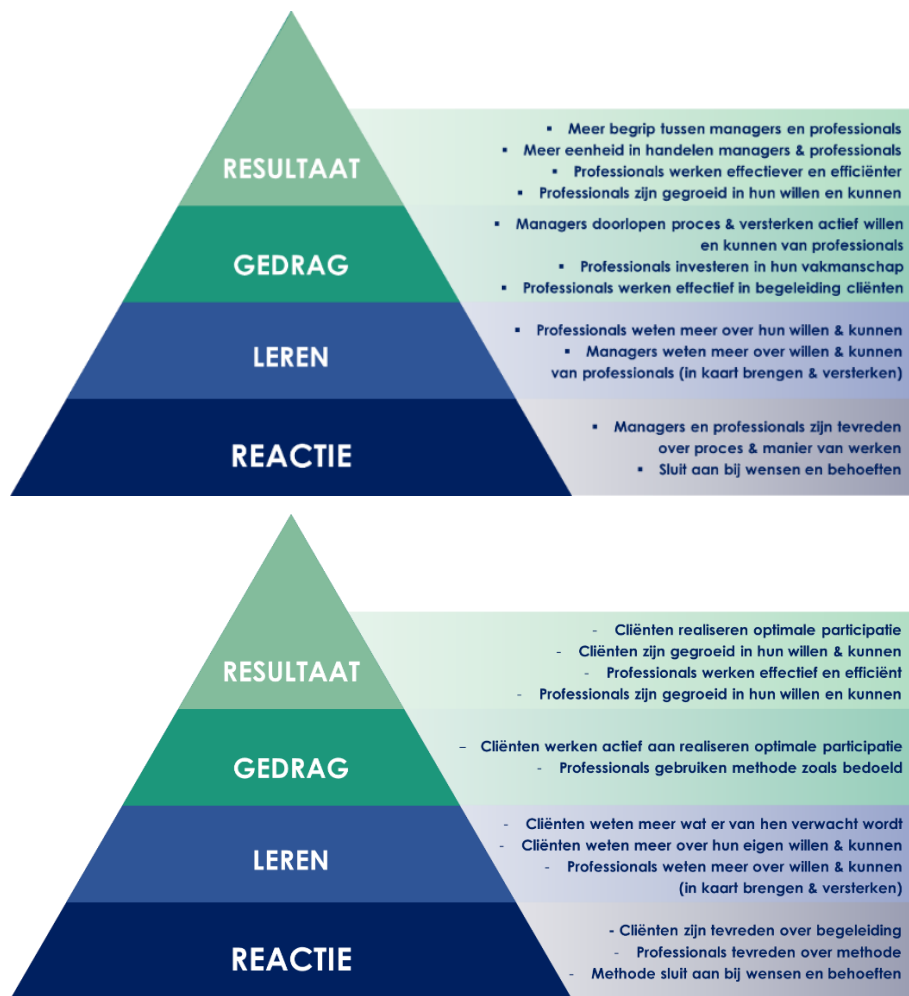 ▪ Meer begrip tussen managers en professionals
▪ Meer eenheid in handelen managers & professionals
▪ Professionals werken effectiever en efficiënter
▪ Professionals zijn gegroeid in hun willen en kunnen
RESULTAAT
▪ Managers doorlopen proces & versterken actief willen
en kunnen van professionals
▪ Professionals investeren in hun vakmanschap
▪ Professionals werken effectief in begeleiding cliënten
GEDRAG
▪ Professionals weten meer over hun willen & kunnen
▪ Managers weten meer over willen & kunnen
van professionals (in kaart brengen & versterken)
LEREN
▪ Managers en professionals zijn tevreden
over proces & manier van werken
▪ Sluit aan bij wensen en behoeften
REACTIE
- Cliënten realiseren optimale participatie
- Cliënten zijn gegroeid in hun willen & kunnen
- Professionals werken effectief en efficiënt
- Professionals zijn gegroeid in hun willen en kunnen
RESULTAAT
– Cliënten werken actief aan realiseren optimale participatie
- Professionals gebruiken methode zoals bedoeld
GEDRAG
- Cliënten weten meer wat er van hen verwacht wordt
- Cliënten weten meer over hun eigen willen & kunnen
- Professionals weten meer over willen & kunnen
(in kaart brengen & versterken)
LEREN
- Cliënten zijn tevreden over begeleiding
- Professionals tevreden over methode
- Methode sluit aan bij wensen en behoeften
REACTIE